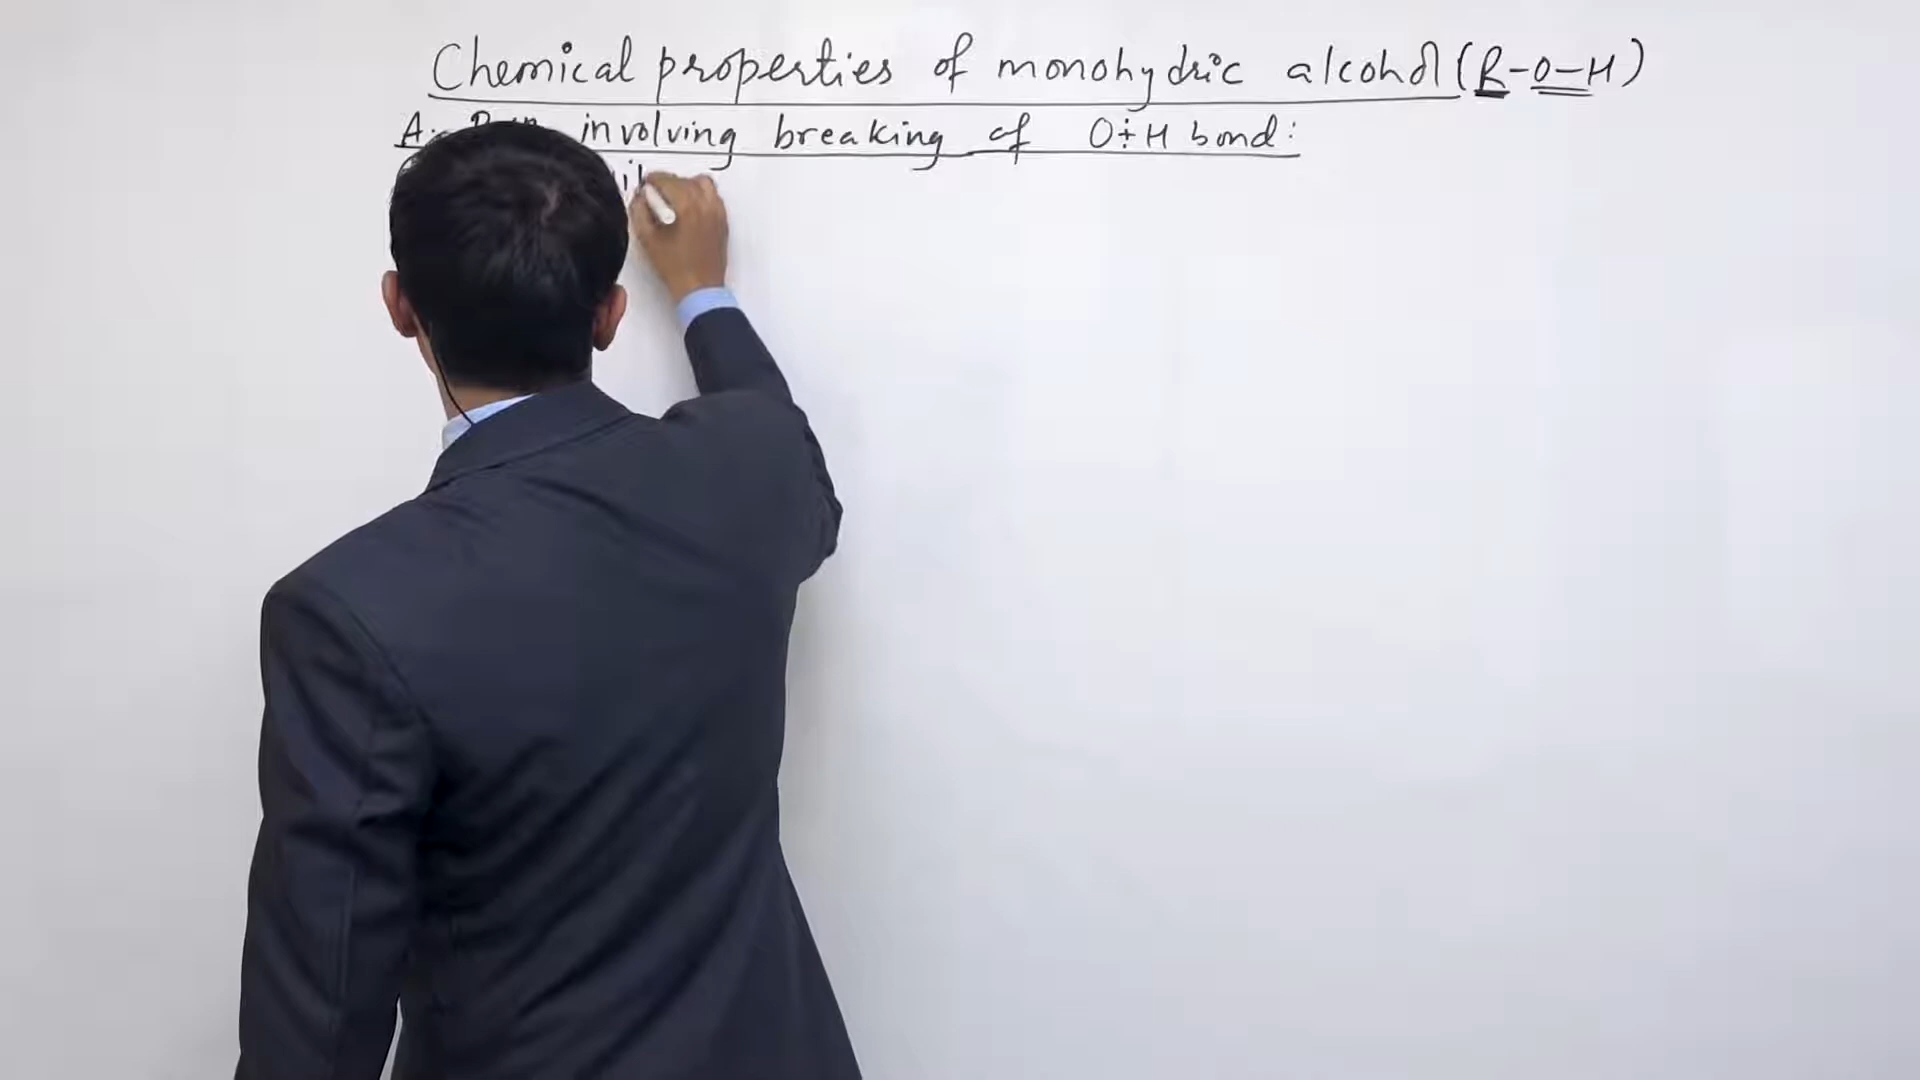 Chemical properties of monohydric alcohol (R-O-H)
A. involving breaking of O÷H bond: